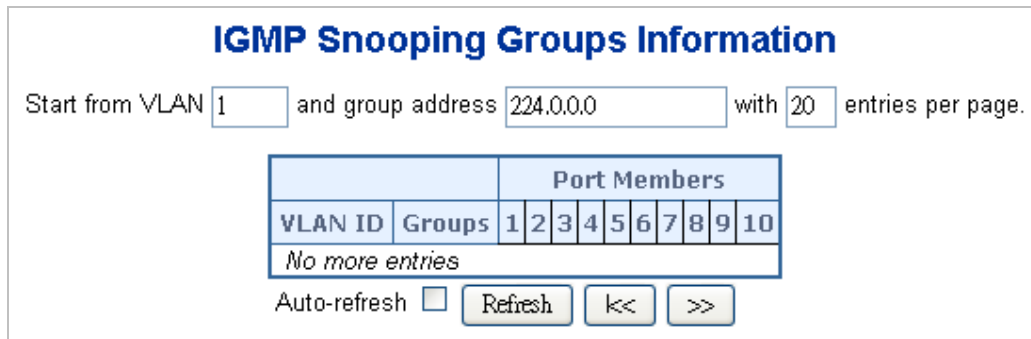 IGMP Snooping Groups Information
Start from VLAN 1 and group address 224.0.0.0 with 20 entries per page.
Port Members
VLAN ID Groups 1 2 3 4 5 6 7 8 9 10
No more entries
Auto-refresh Refresh k<< >>